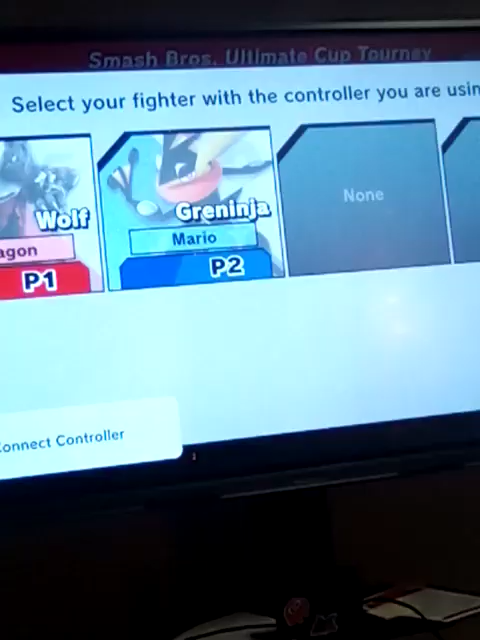 Smash Bros. Ultimate Cup Tourney
Select your fighter with the controller you are usin
Wolf
agon
P1
Greninja
Mario
P2
None
Connect Controller